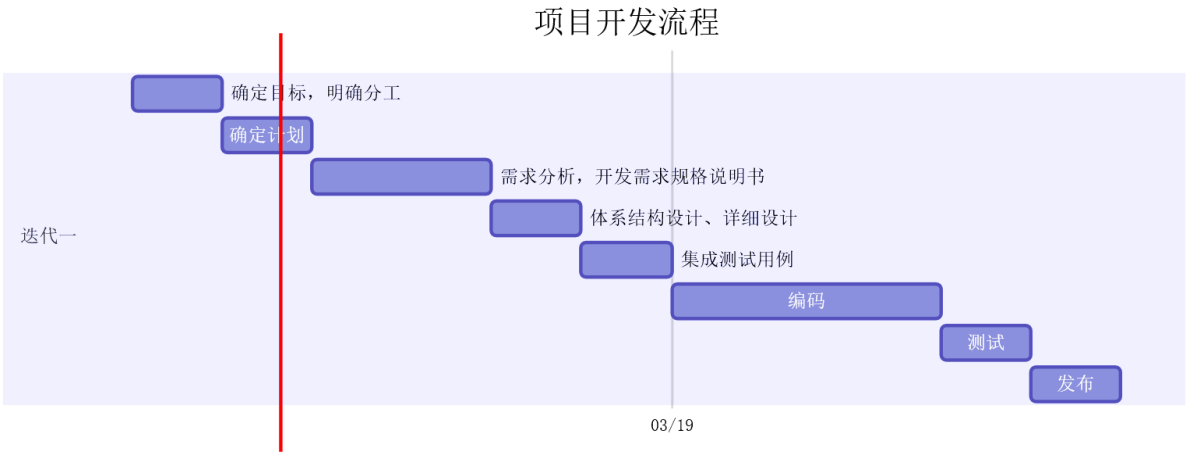 项目开发流程
确定目标，明确分工
确定计划
需求分析，开发需求规格说明书
体系结构设计、详细设计
迭代一
集成测试用例
编码
测试
发布
03/19